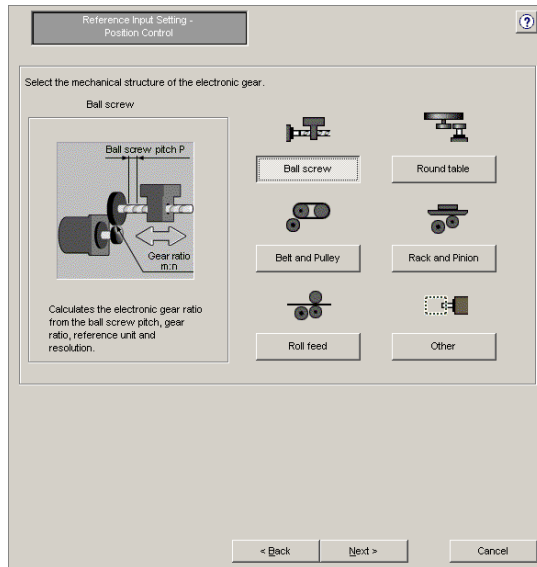 Reference Input Setting -
Position Control
?
Select the mechanical structure of the electronic gear.
Ball screw
Ball screw pitch P
Gear ratio
m:n
Calculates the electronic gear ratio
from the ball screw pitch, gear
ratio, reference unit and
resolution.
Ball screw
Round table
Belt and Pulley
Rack and Pinion
Roll feed
Other
< Back
Next >
Cancel